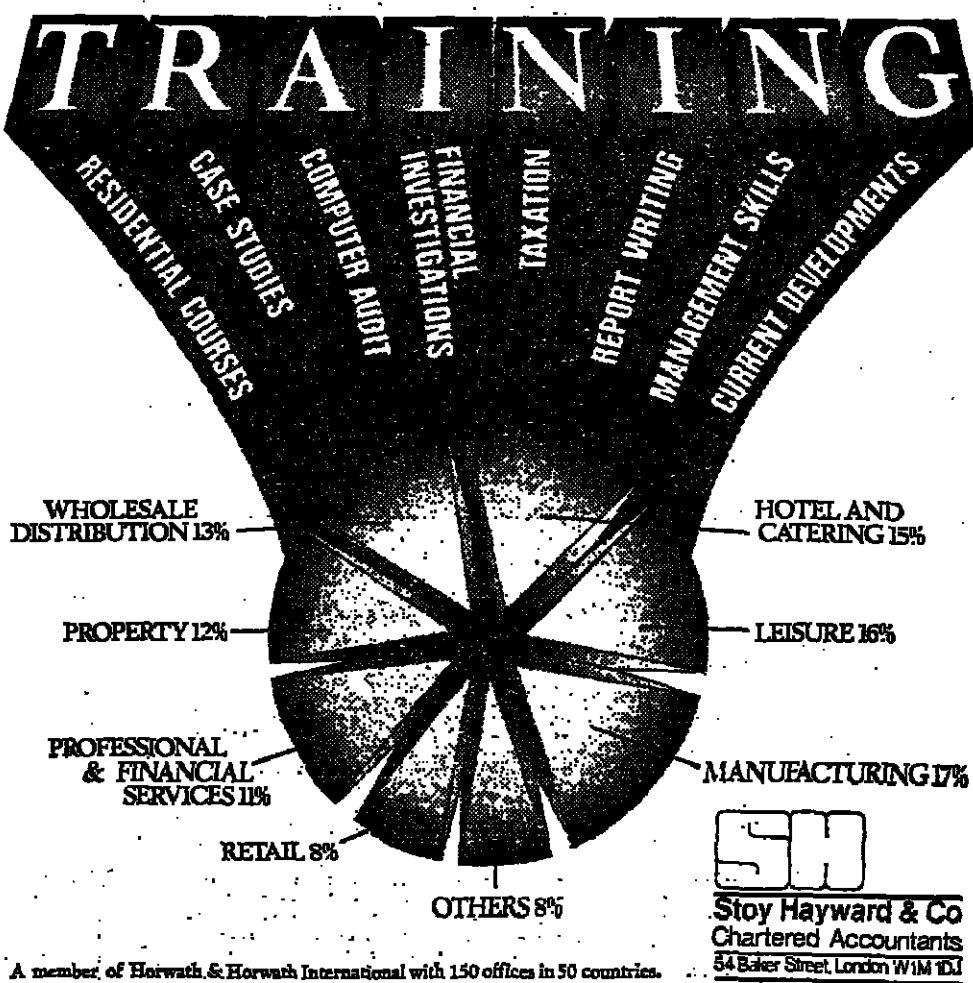 TRAINING
RESIDENTIAL COURSES
CASE STUDIES
COMPUTER AUDIT
FINANCIAL
INVESTIGATIONS
TAXATION
REPORT WRITING
MANAGEMENT SKILLS
CURRENT DEVELOPMENTS
WHOLESALE
DISTRIBUTION 13%
HOTEL AND
CATERING 15%
PROPERTY 12%
LEISURE 16%
PROFESSIONAL
& FINANCIAL
SERVICES 11%
MANUFACTURING 17%
RETAIL 8%
OTHERS 8%
SH
Stoy Hayward & Co
Chartered Accountants
54 Baker Street, London W1M 1DJ
A member of Horwath & Horwath International with 150 offices in 50 countries.